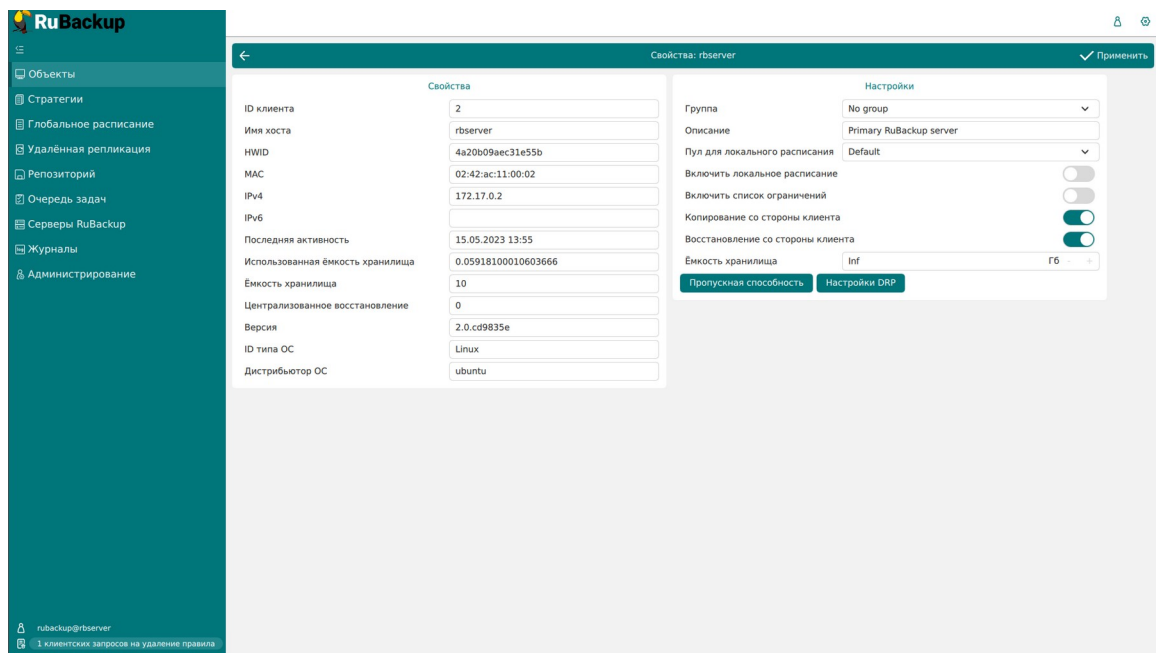 RuBackup
Объекты
Стратегии
Глобальное расписание
Удалённая репликация
Репозиторий
Очередь задач
Серверы RuBackup
Журналы
Администрирование
rubackup@rbserver
1 клиентских запросов на удаление правила
Свойства: rbserver
Применить
Свойства
ID клиента 2
Имя хоста rbserver
HWID 4a20b09aec31e55b
MAC 02:42:ac:11:00:02
IPv4 172.17.0.2
IPv6
Последняя активность 15.05.2023 13:55
Использованная ёмкость хранилища 0.05918100010603666
Ёмкость хранилища 10
Централизованное восстановление 0
Версия 2.0.cd9835e
ID типа ОС Linux
Дистрибьютор ОС ubuntu
Настройки
Группа No group
Описание Primary RuBackup server
Пул для локального расписания Default
Включить локальное расписание
Включить список ограничений
Копирование со стороны клиента
Восстановление со стороны клиента
Ёмкость хранилища Inf Гб - +
Пропускная способность Настройки DRP